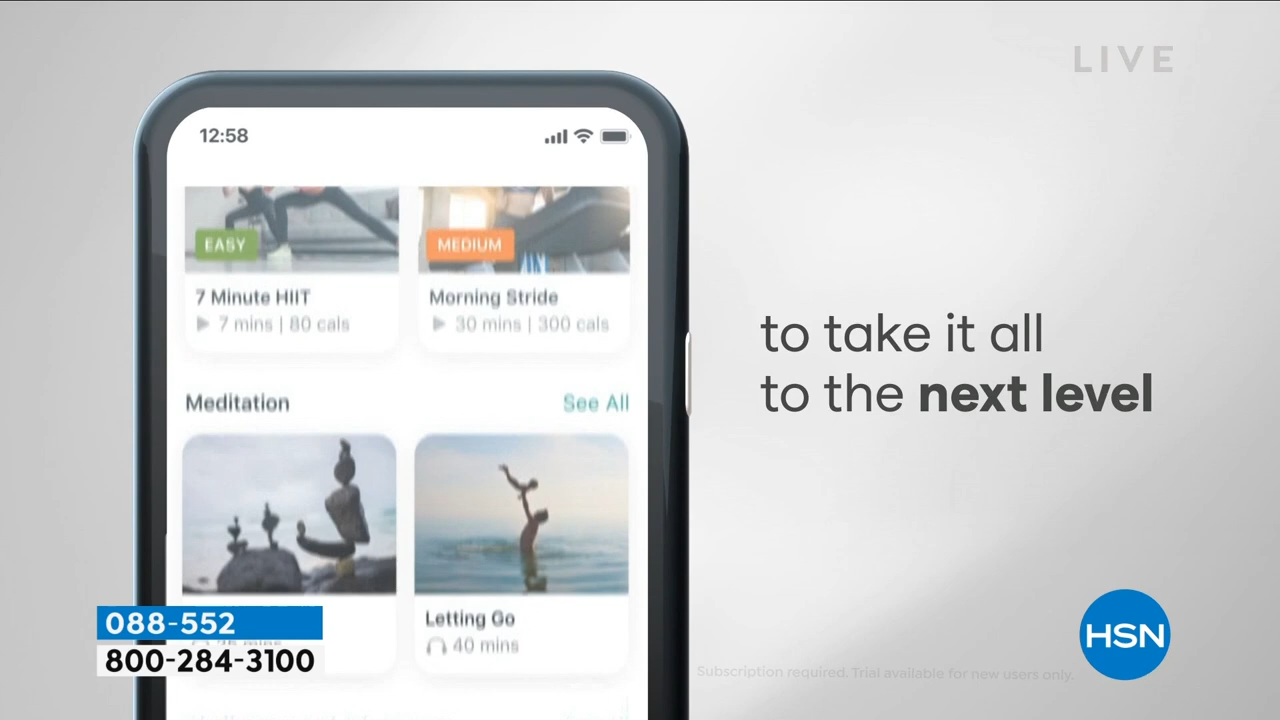 LIVE
12:58
EASY
MEDIUM
7 Minute HIIT
Morning Stride
7 mins | 80 cals
30 mins | 300 cals
Meditation
See All
to take it all
to the next level
Letting Go
40 mins
088-552
800-284-3100
HSN
Subscription required. Trial available for new users only.